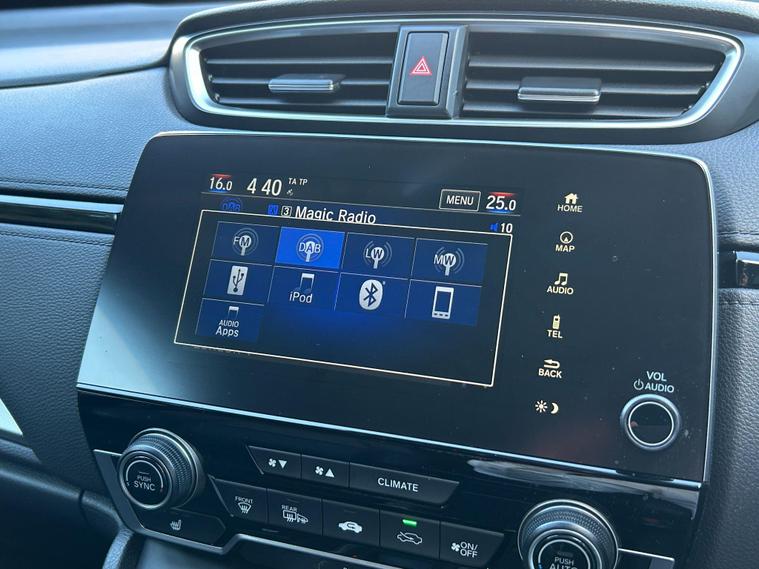 16.0 4 40 TA TP MENU 25.0
DAB 3 Magic Radio 10
FM DAB LW MW
iPod
AUDIO
Apps
HOME
MAP
AUDIO
TEL
BACK
VOL
AUDIO
PUSH
SYNC
CLIMATE
FRONT
REAR
ON/
OFF
PUSH
AUTO